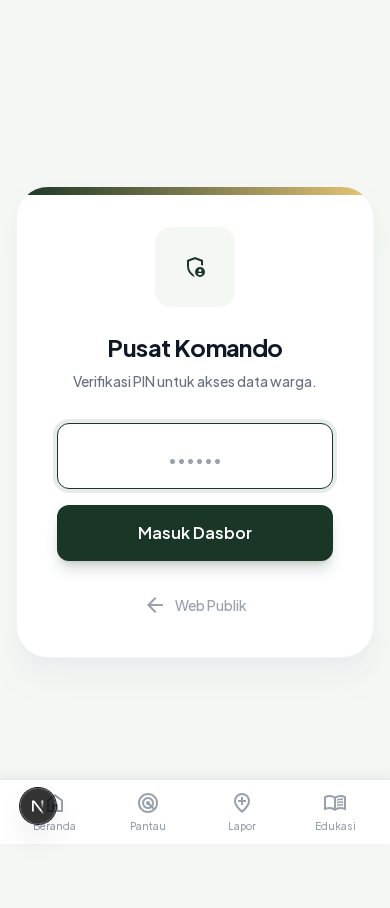 Pusat Komando
Verifikasi PIN untuk akses data warga.
••••••
Masuk Dasbor
Web Publik
N
Beranda
Pantau
Lapor
Edukasi